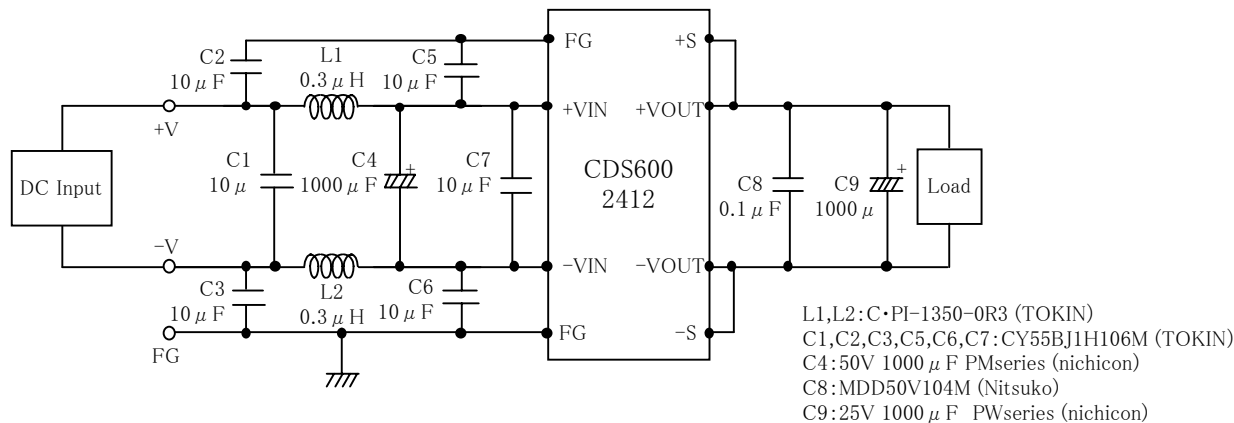 FG
+S
C2
10μF
L1
0.3μH
C5
10μF
+V
+VIN
+VOUT
DC Input
C1
10μ
C4
1000μF
+
C7
10μF
CDS600
2412
C8
0.1μF
C9
1000μ
+
Load
-V
-VIN
-VOUT
C3
10μF
L2
0.3μH
C6
10μF
FG
FG
-S
L1,L2:C・PI-1350-0R3 (TOKIN)
C1,C2,C3,C5,C6,C7:CY55BJ1H106M (TOKIN)
C4:50V 1000μF PMseries (nichicon)
C8:MDD50V104M (Nitsuko)
C9:25V 1000μF PWseries (nichicon)